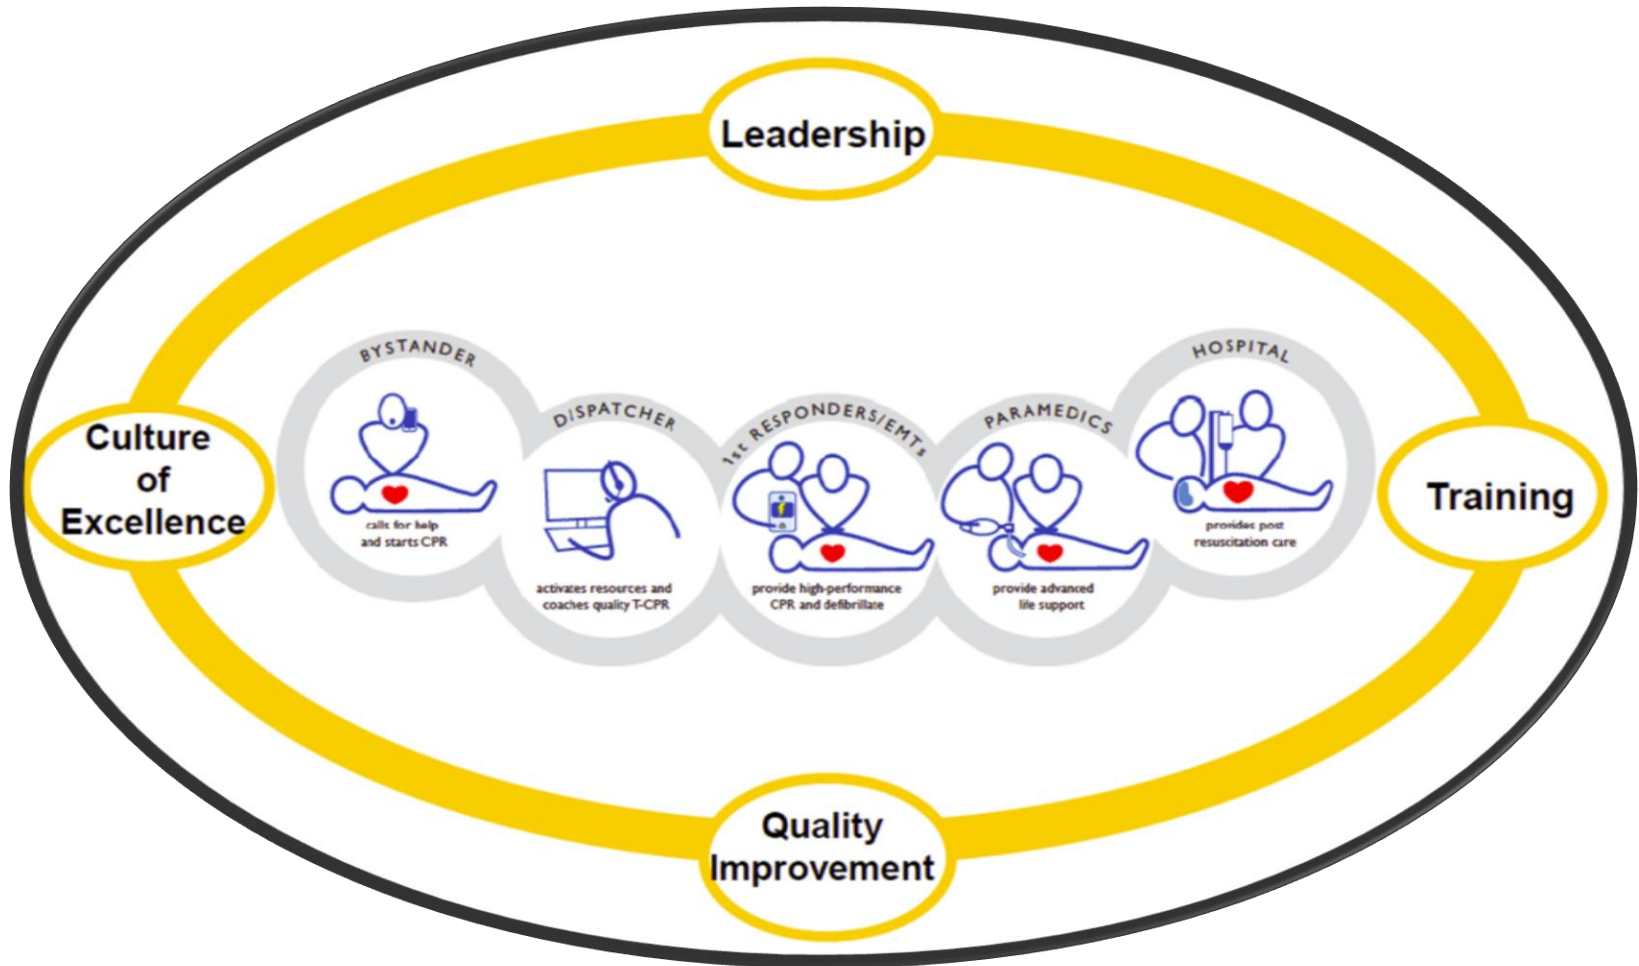 Leadership
Culture
of
Excellence
BYSTANDER
calls for help
and starts CPR
DISPATCHER
activates resources and
coaches quality T-CPR
1st RESPONDERS/EMTs
provide high-performance
CPR and defibrillate
PARAMEDICS
provide advanced
life support
HOSPITAL
provides post
resuscitation care
Training
Quality
Improvement